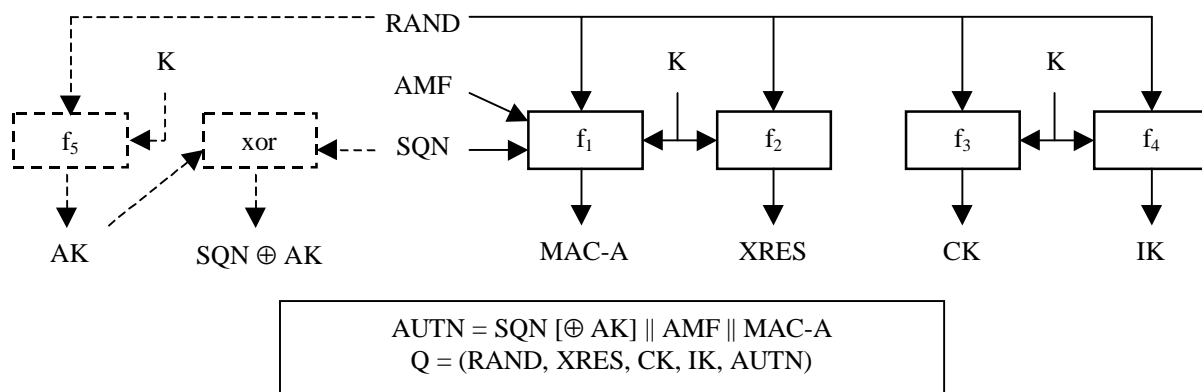 RAND
K
K
K
AMF
f₅
xor
SQN
f₁
f₂
f₃
f₄
AK
SQN ⊕ AK
MAC-A
XRES
CK
IK
AUTN = SQN [⊕ AK] || AMF || MAC-A
Q = (RAND, XRES, CK, IK, AUTN)